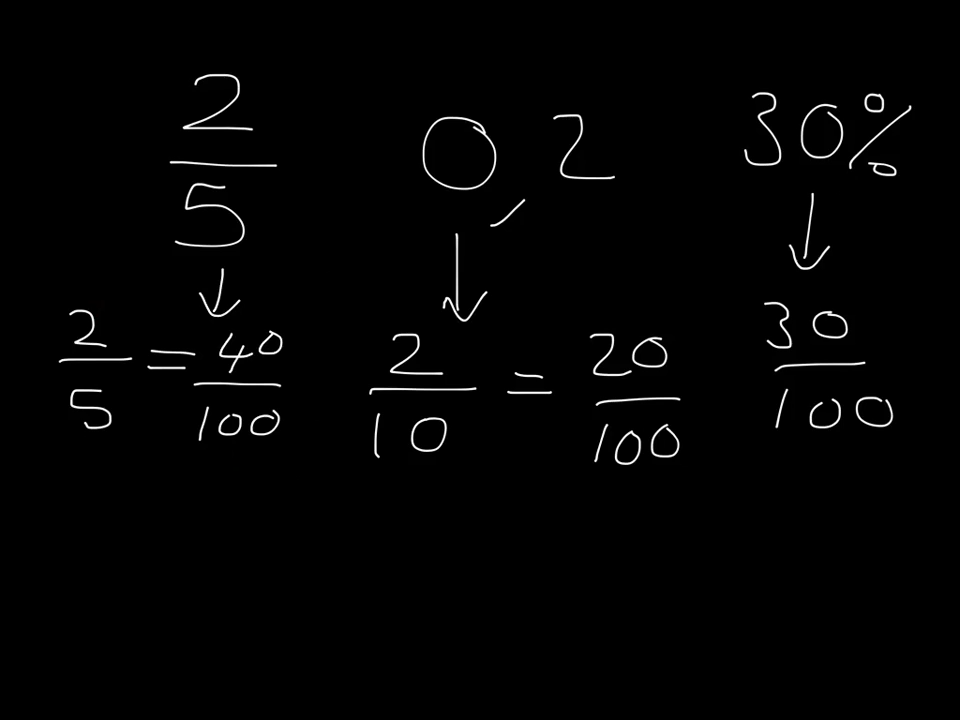 2/5 0,2 30%
↓ ↓ ↓
2/5 = 40/100 2/10 = 20/100 30/100